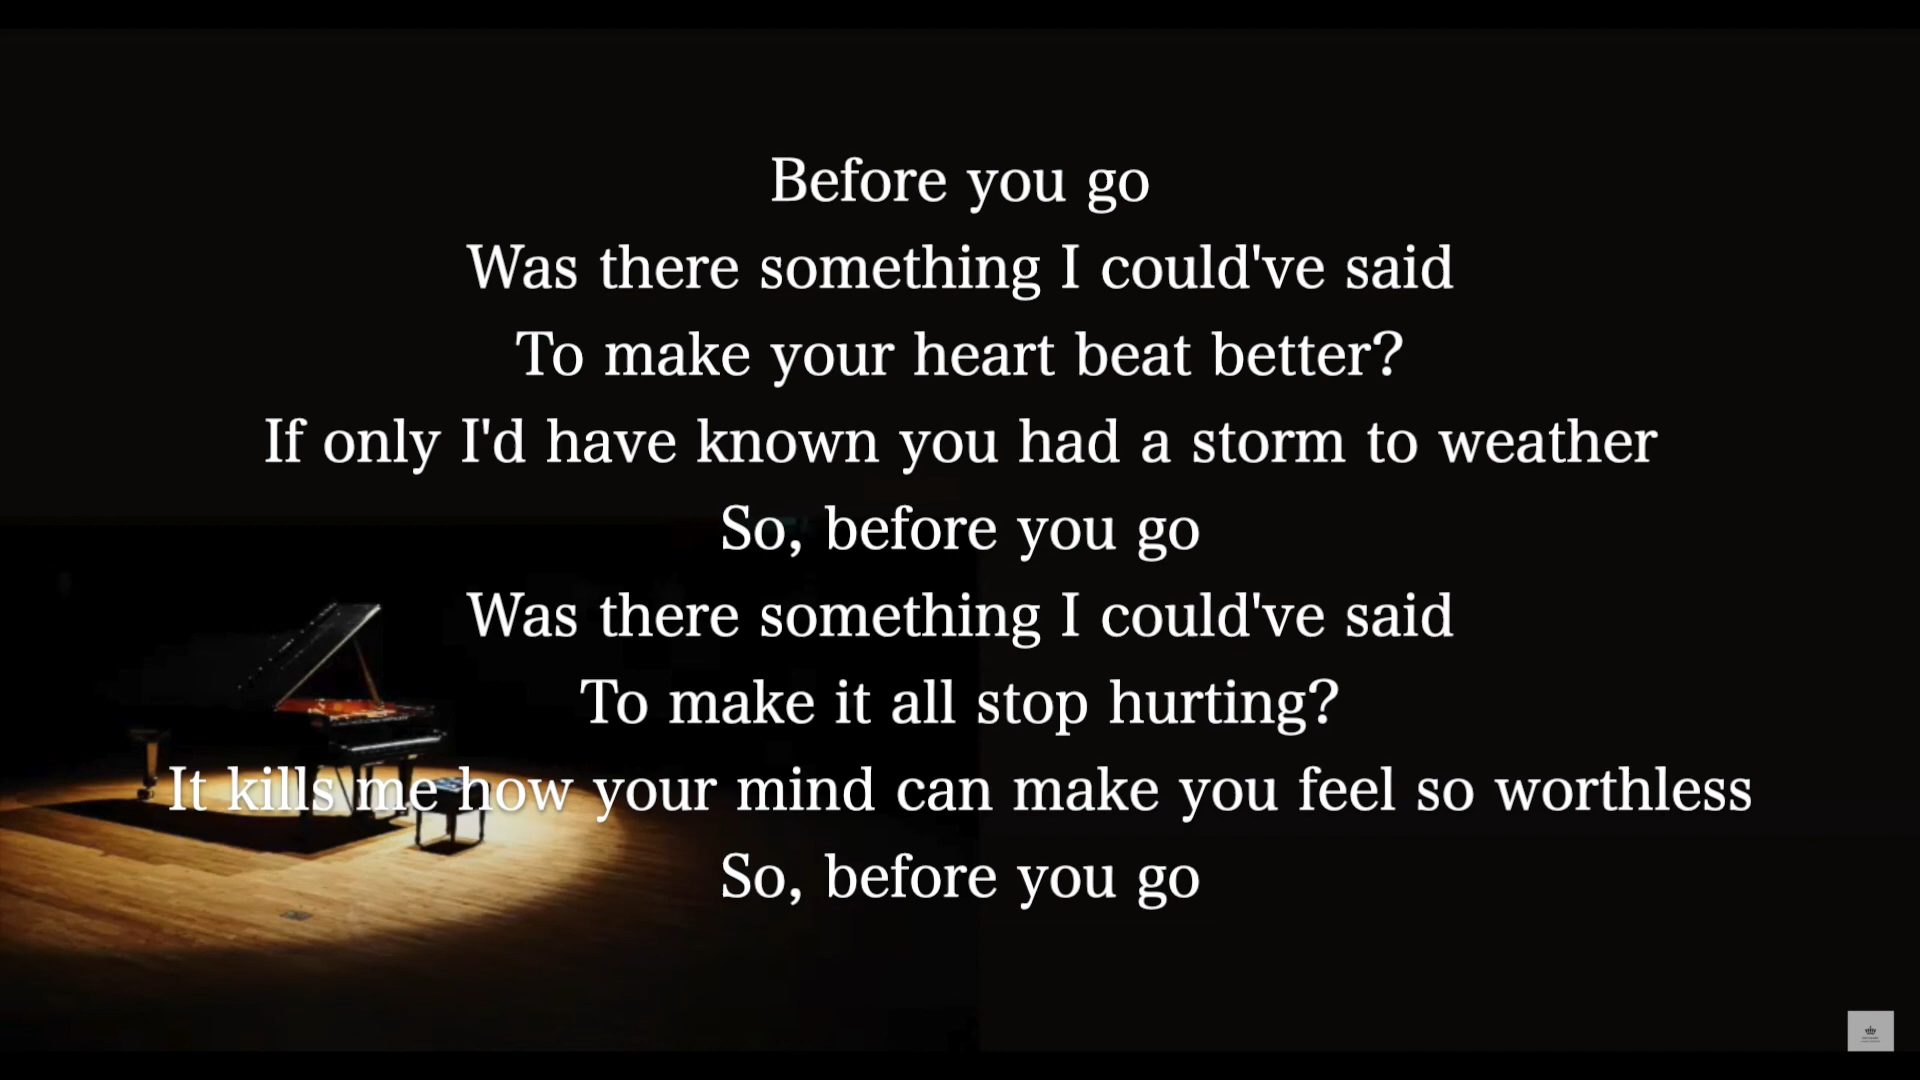 Before you go
Was there something I could've said
To make your heart beat better?
If only I'd have known you had a storm to weather
So, before you go
Was there something I could've said
To make it all stop hurting?
It kills me how your mind can make you feel so worthless
So, before you go